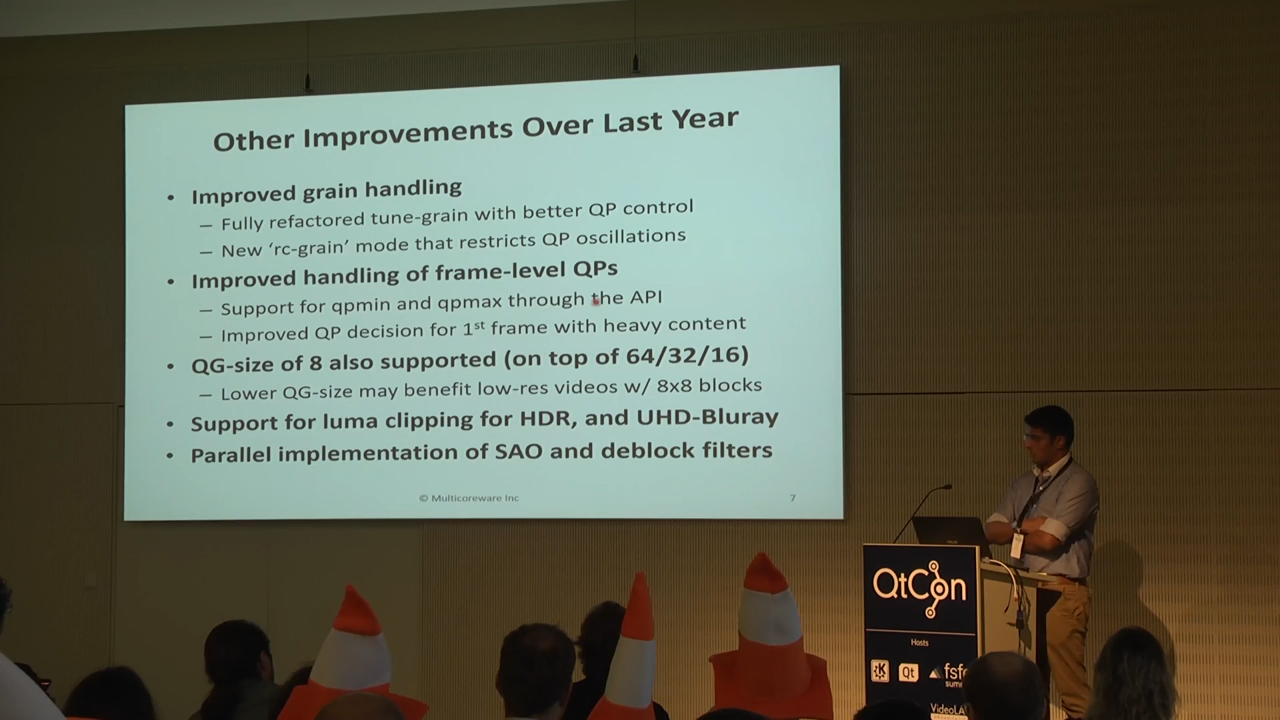 Other Improvements Over Last Year
• Improved grain handling
– Fully refactored tune-grain with better QP control
– New ‘rc-grain’ mode that restricts QP oscillations
• Improved handling of frame-level QPs
– Support for qpmin and qpmax through the API
– Improved QP decision for 1st frame with heavy content
• QG-size of 8 also supported (on top of 64/32/16)
– Lower QG-size may benefit low-res videos w/ 8x8 blocks
• Support for luma clipping for HDR, and UHD-Bluray
• Parallel implementation of SAO and deblock filters
© Multicoreware Inc
7
QtCon
Hosts
Qt
fsfe
VideoLA